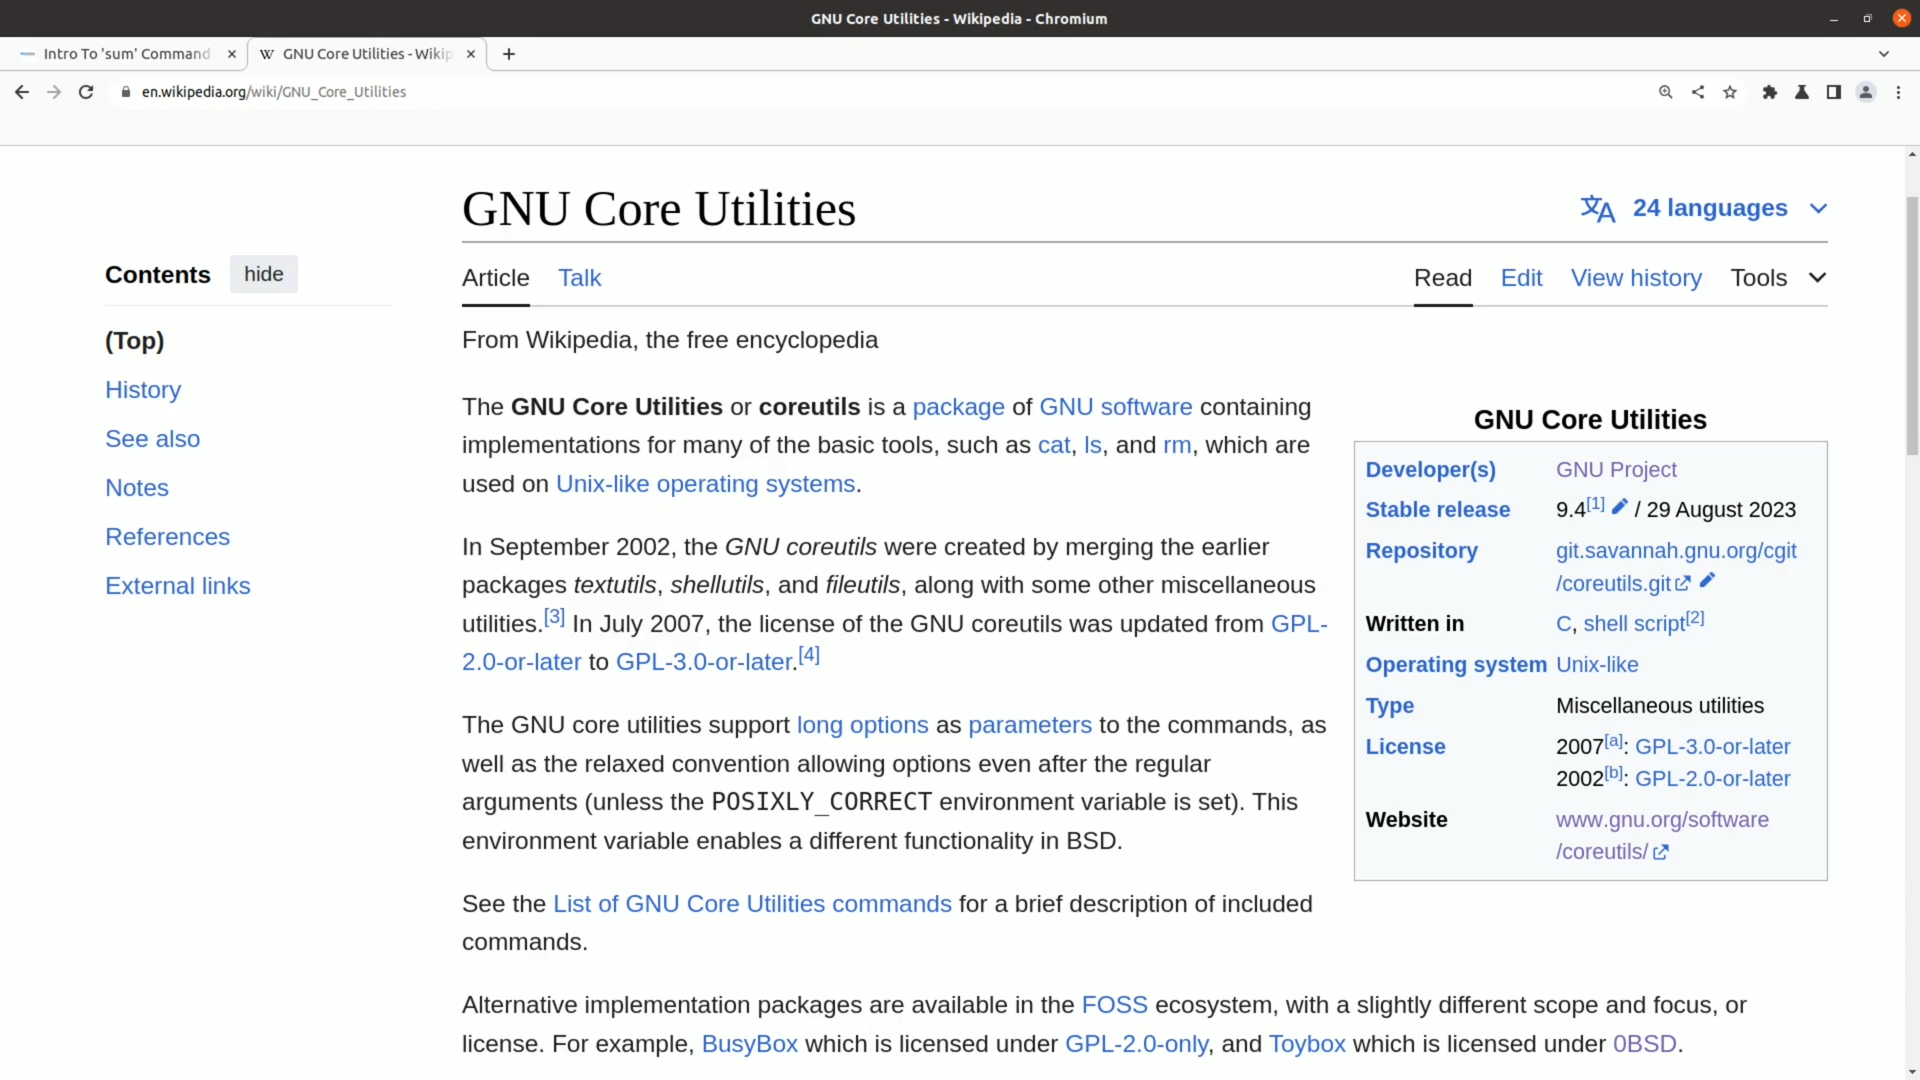 GNU Core Utilities - Wikipedia - Chromium
Intro To 'sum' Command
GNU Core Utilities - Wikip
en.wikipedia.org/wiki/GNU_Core_Utilities
GNU Core Utilities
24 languages
Contents hide
Article Talk
Read Edit View history Tools
(Top)
History
See also
Notes
References
External links
From Wikipedia, the free encyclopedia
The GNU Core Utilities or coreutils is a package of GNU software containing
implementations for many of the basic tools, such as cat, ls, and rm, which are
used on Unix-like operating systems.
In September 2002, the GNU coreutils were created by merging the earlier
packages textutils, shellutils, and fileutils, along with some other miscellaneous
utilities.[3] In July 2007, the license of the GNU coreutils was updated from GPL-
2.0-or-later to GPL-3.0-or-later.[4]
The GNU core utilities support long options as parameters to the commands, as
well as the relaxed convention allowing options even after the regular
arguments (unless the POSIXLY_CORRECT environment variable is set). This
environment variable enables a different functionality in BSD.
See the List of GNU Core Utilities commands for a brief description of included
commands.
Alternative implementation packages are available in the FOSS ecosystem, with a slightly different scope and focus, or
license. For example, BusyBox which is licensed under GPL-2.0-only, and Toybox which is licensed under 0BSD.
GNU Core Utilities
Developer(s) GNU Project
Stable release 9.4[1] / 29 August 2023
Repository git.savannah.gnu.org/cgit
/coreutils.git
Written in C, shell script[2]
Operating system Unix-like
Type Miscellaneous utilities
License 2007[a]: GPL-3.0-or-later
2002[b]: GPL-2.0-or-later
Website www.gnu.org/software
/coreutils/